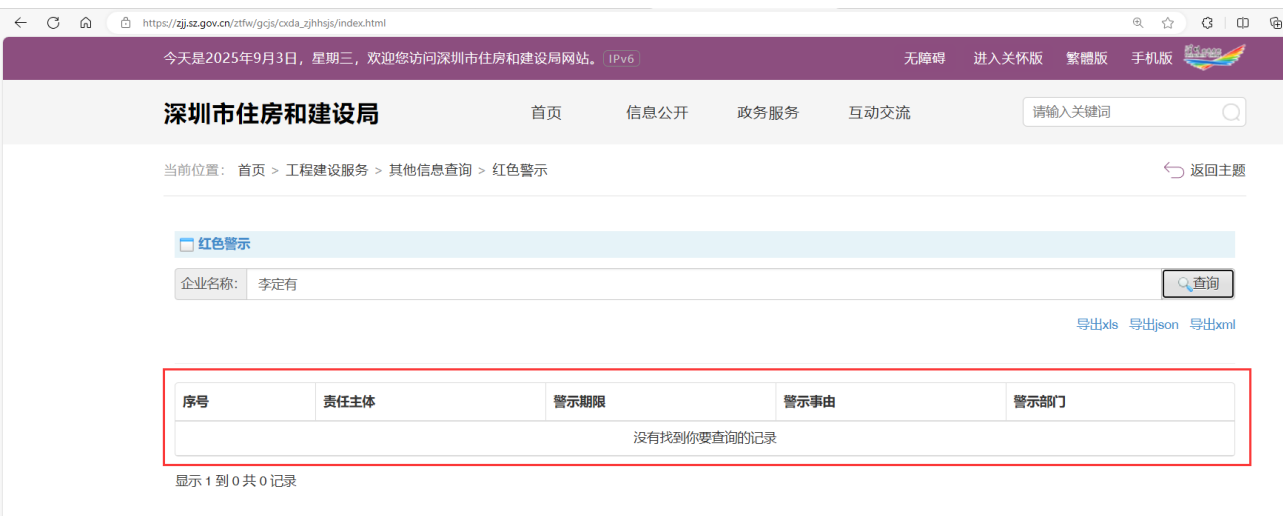 https://zjj.sz.gov.cn/ztfw/gcjs/cxda_zjhhsjs/index.html
今天是2025年9月3日，星期三，欢迎您访问深圳市住房和建设局网站。 IPv6 无障碍 进入关怀版 繁體版 手机版
深圳市住房和建设局 首页 信息公开 政务服务 互动交流 请输入关键词
当前位置： 首页 > 工程建设服务 > 其他信息查询 > 红色警示 返回主题
红色警示
企业名称: 李定有 查询
导出xls 导出json 导出xml
序号 责任主体 警示期限 警示事由 警示部门
没有找到你要查询的记录
显示 1 到 0 共 0 记录